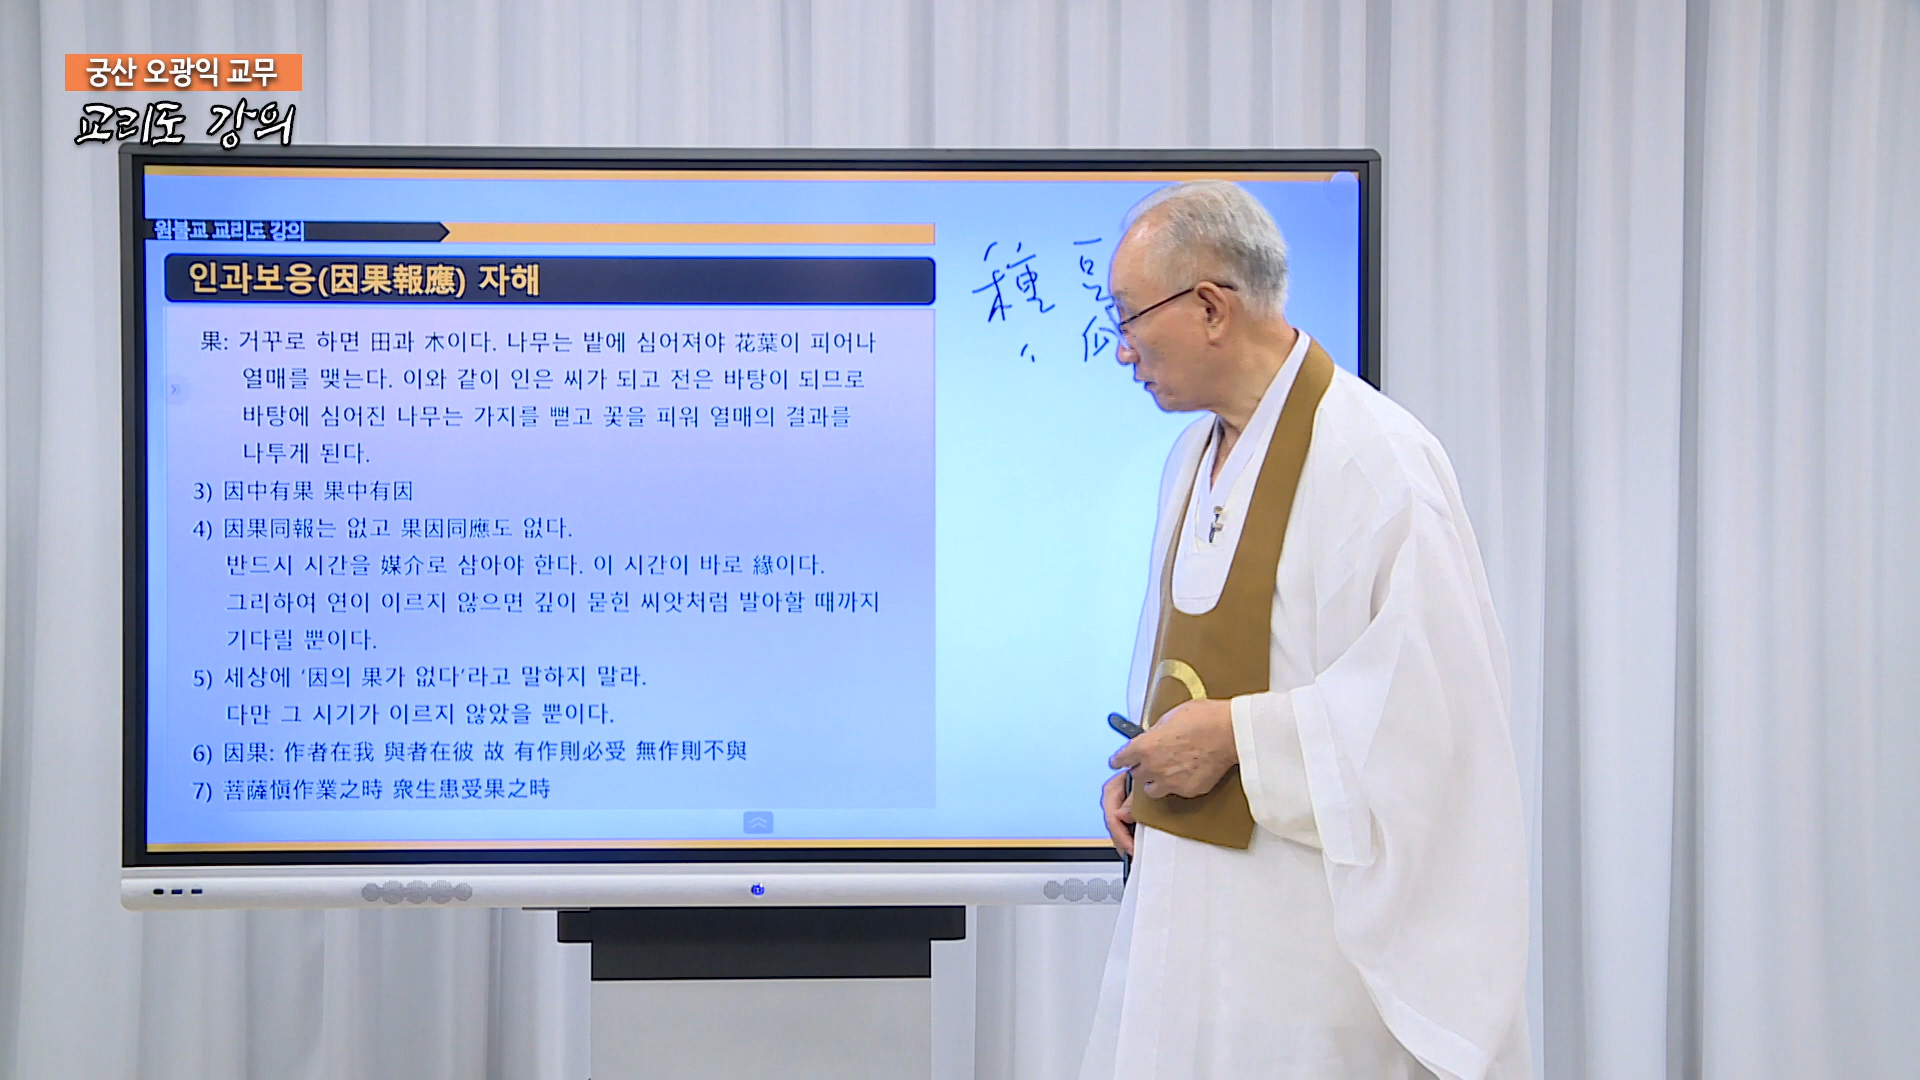 궁산 오광익 교무
교리도 강의
원불교 교리도 강의
인과보응(因果報應) 자해
果: 거꾸로 하면 田과 木이다. 나무는 밭에 심어져야 花葉이 피어나
열매를 맺는다. 이와 같이 인은 씨가 되고 전은 바탕이 되므로
바탕에 심어진 나무는 가지를 뻗고 꽃을 피워 열매의 결과를
나투게 된다.
3) 因中有果 果中有因
4) 因果同報는 없고 果因同應도 없다.
반드시 시간을 媒介로 삼아야 한다. 이 시간이 바로 緣이다.
그리하여 연이 이르지 않으면 깊이 묻힌 씨앗처럼 발아할 때까지
기다릴 뿐이다.
5) 세상에 ‘因의 果가 없다’라고 말하지 말라.
다만 그 시기가 이르지 않았을 뿐이다.
6) 因果: 作者在我 與者在彼 故 有作則必受 無作則不與
7) 菩薩愼作業之時 衆生患受果之時
種 豆
瓜